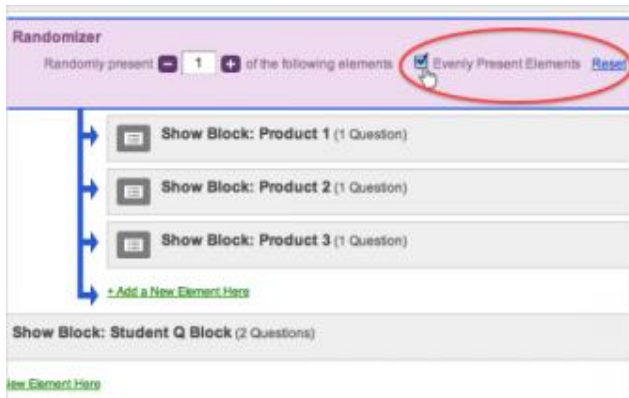 Randomizer
Randomly present 1 of the following elements Evenly Present Elements Reset
Show Block: Product 1 (1 Question)
Show Block: Product 2 (1 Question)
Show Block: Product 3 (1 Question)
+ Add a New Element Here
Show Block: Student Q Block (2 Questions)
New Element Here